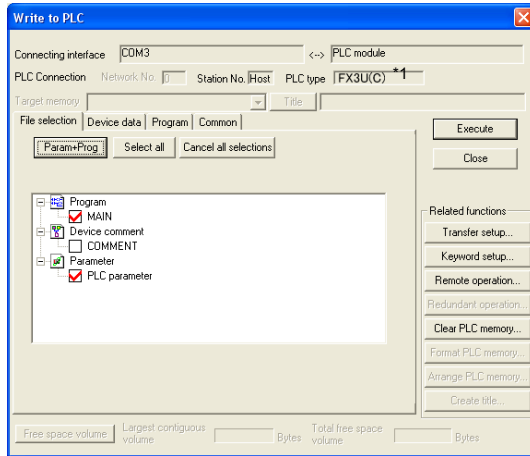 Write to PLC
Connecting interface COM3 <--> PLC module
PLC Connection Network No. 0 Station No. Host PLC type FX3U(C) *1
Target memory Title
File selection Device data Program Common
Execute
Param+Prog Select all Cancel all selections
Close
Program
MAIN
Device comment
COMMENT
Parameter
PLC parameter
Related functions
Transfer setup...
Keyword setup...
Remote operation...
Redundant operation...
Clear PLC memory...
Format PLC memory...
Arrange PLC memory...
Create title...
Free space volume Largest contiguous volume Bytes Total free space volume Bytes